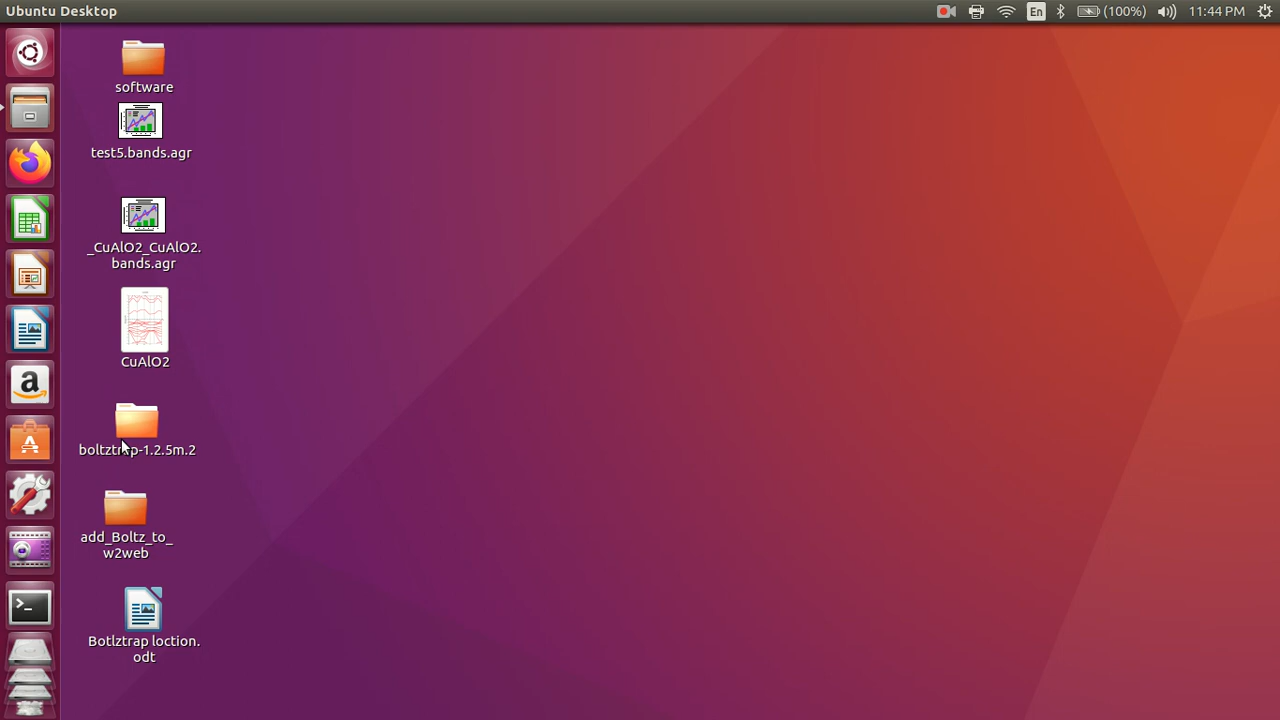 Ubuntu Desktop
En
(100%)
11:44 PM
software
test5.bands.agr
_CuAlO2_CuAlO2.
bands.agr
CuAlO2
boltztrap-1.2.5m.2
add_Boltz_to_
w2web
Botlztrap loction.
odt